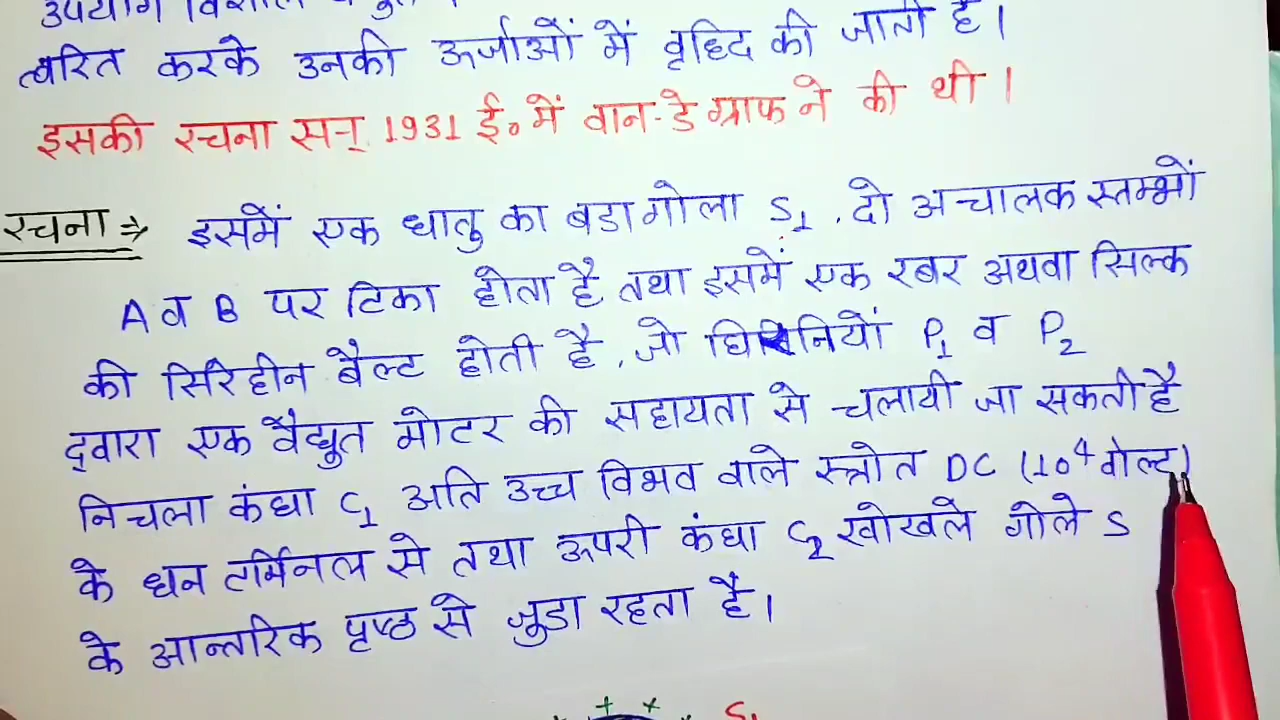 उपयोग
त्वरित करके उनकी ऊर्जाओं में वृद्धि की जाती है।
इसकी रचना सन् 1931 ई० में वान-डे ग्राफ ने की थी।
रचना ⇒ इसमें एक धातु का बडा गोला S₁, दो अचालक स्तम्भों
A व B पर टिका होता है तथा इसमें एक रबर अथवा सिल्क
की सिरिहीन बैल्ट होती है, जो घिरनियों P₁ व P₂
द्वारा एक वैद्युत मोटर की सहायता से चलायी जा सकती है
निचला कंघा C₁ अति उच्च विभव वाले स्त्रोत DC (10⁴ वोल्ट)
के धन टर्मिनल से तथा ऊपरी कंघा C₂ खोखले गोले S
के आन्तरिक पृष्ठ से जुडा रहता है।
+ + S₁